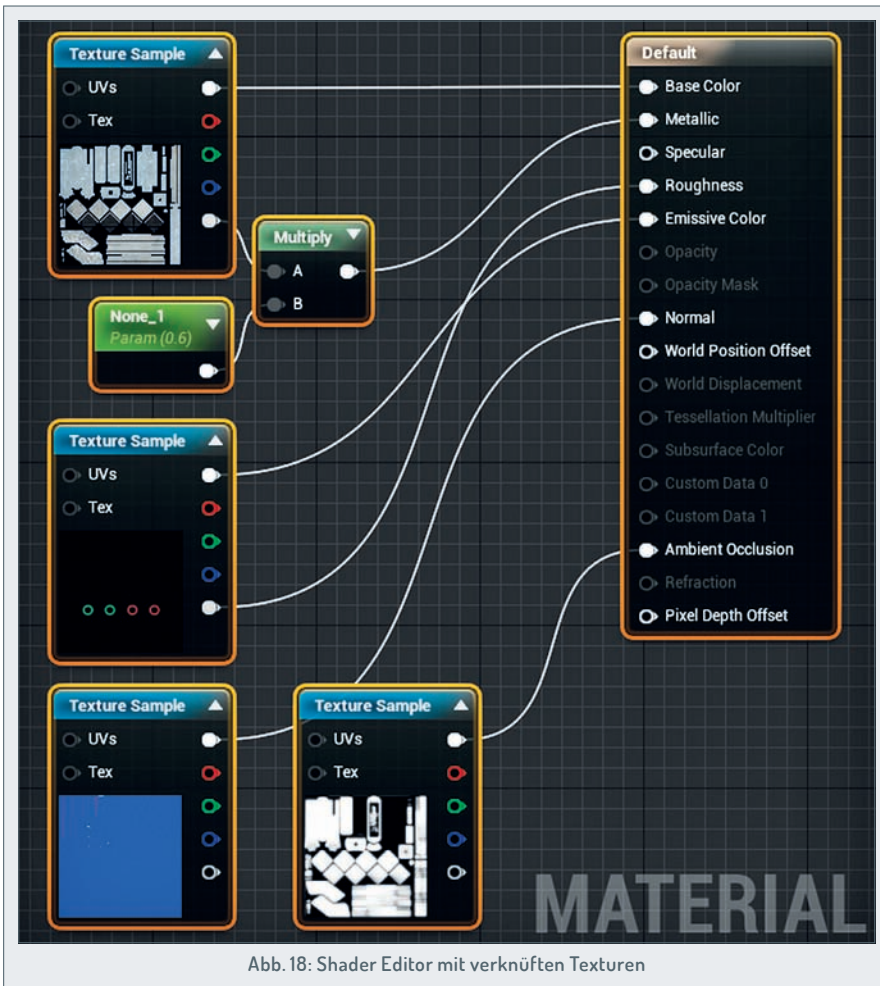 Texture Sample
UVs
Tex
Multiply
A
B
None_1
Param (0.6)
Texture Sample
UVs
Tex
Texture Sample
UVs
Tex
Texture Sample
UVs
Tex
Default
Base Color
Metallic
Specular
Roughness
Emissive Color
Opacity
Opacity Mask
Normal
World Position Offset
World Displacement
Tessellation Multiplier
Subsurface Color
Custom Data 0
Custom Data 1
Ambient Occlusion
Refraction
Pixel Depth Offset
MATERIAL
Abb. 18: Shader Editor mit verknüften Texturen